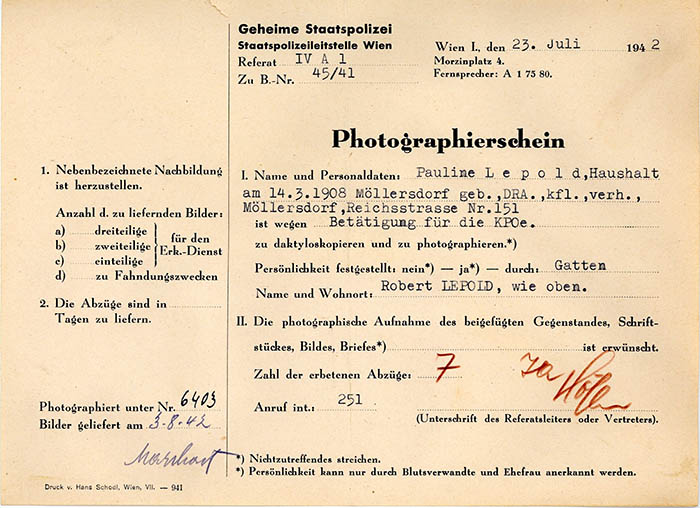 Geheime Staatspolizei
Staatspolizeileitstelle Wien
Referat IV A 1
Zu B.-Nr. 45/41
Wien I., den 23. Juli 1942
Morzinplatz 4.
Fernsprecher: A 1 75 80.
Photographierschein
1. Nebenbezeichnete Nachbildung
ist herzustellen.
Anzahl d. zu liefernden Bilder:
a) dreiteilige
b) zweiteilige
c) einteilige
für den
Erk.-Dienst
d) zu Fahndungszwecken
2. Die Abzüge sind in
Tagen zu liefern.
Photographiert unter Nr. 6403
Bilder geliefert am 3.8.42
I. Name und Personaldaten: Pauline L e p o l d, Haushalt
am 14.3.1908 Möllersdorf geb., DRA., kfl., verh.,
Möllersdorf, Reichsstrasse Nr.151
ist wegen Betätigung für die KPOe.
zu daktyloskopieren und zu photographieren.*)
Persönlichkeit festgestellt: nein*) — ja*) — durch: Gatten
Name und Wohnort: Robert LEPOLD, wie oben.
II. Die photographische Aufnahme des beigefügten Gegenstandes, Schrift-
stückes, Bildes, Briefes*) ist erwünscht.
Zahl der erbetenen Abzüge: 7
Anruf int.: 251
(Unterschrift des Referatsleiters oder Vertreters).
*) Nichtzutreffendes streichen.
*) Persönlichkeit kann nur durch Blutsverwandte und Ehefrau anerkannt werden.
Druck v. Hans Schodl, Wien, VII. — 941